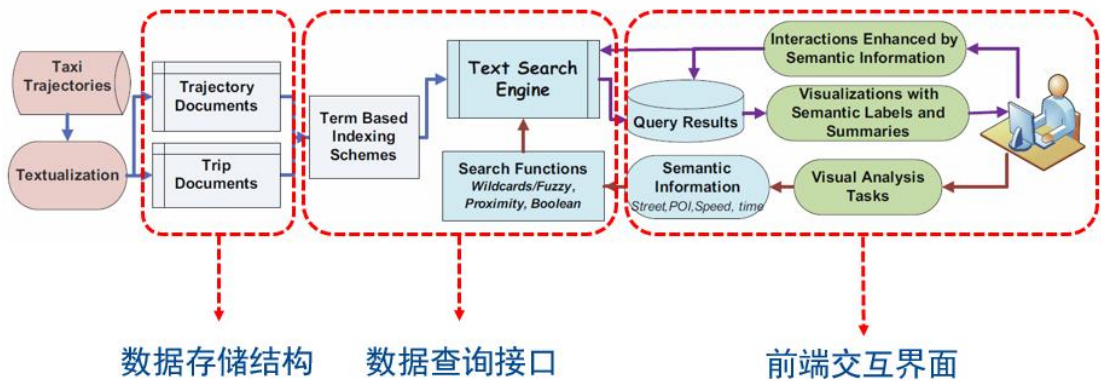 Taxi
Trajectories
Textualization
Trajectory
Documents
Trip
Documents
Term Based
Indexing
Schemes
Text Search
Engine
Search Functions
Wildcards/Fuzzy,
Proximity, Boolean
Query Results
Semantic
Information
Street,POI,Speed, time
Interactions Enhanced by
Semantic Information
Visualizations with
Semantic Labels and
Summaries
Visual Analysis
Tasks
数据存储结构
数据查询接口
前端交互界面